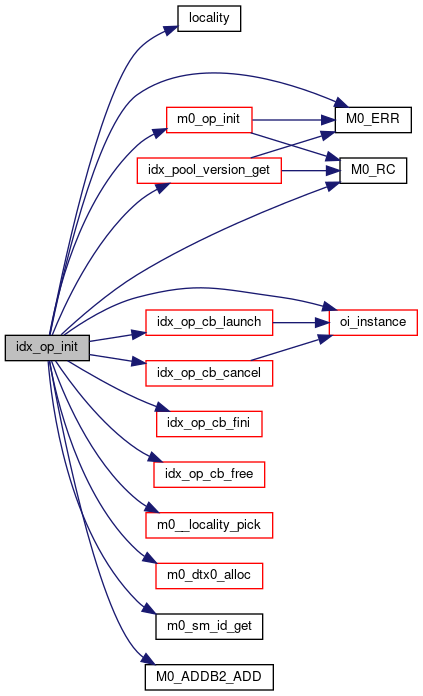 locality
M0_ERR
m0_op_init
idx_pool_version_get
M0_RC
idx_op_cb_launch
oi_instance
idx_op_init
idx_op_cb_cancel
idx_op_cb_fini
idx_op_cb_free
m0__locality_pick
m0_dtx0_alloc
m0_sm_id_get
M0_ADDB2_ADD